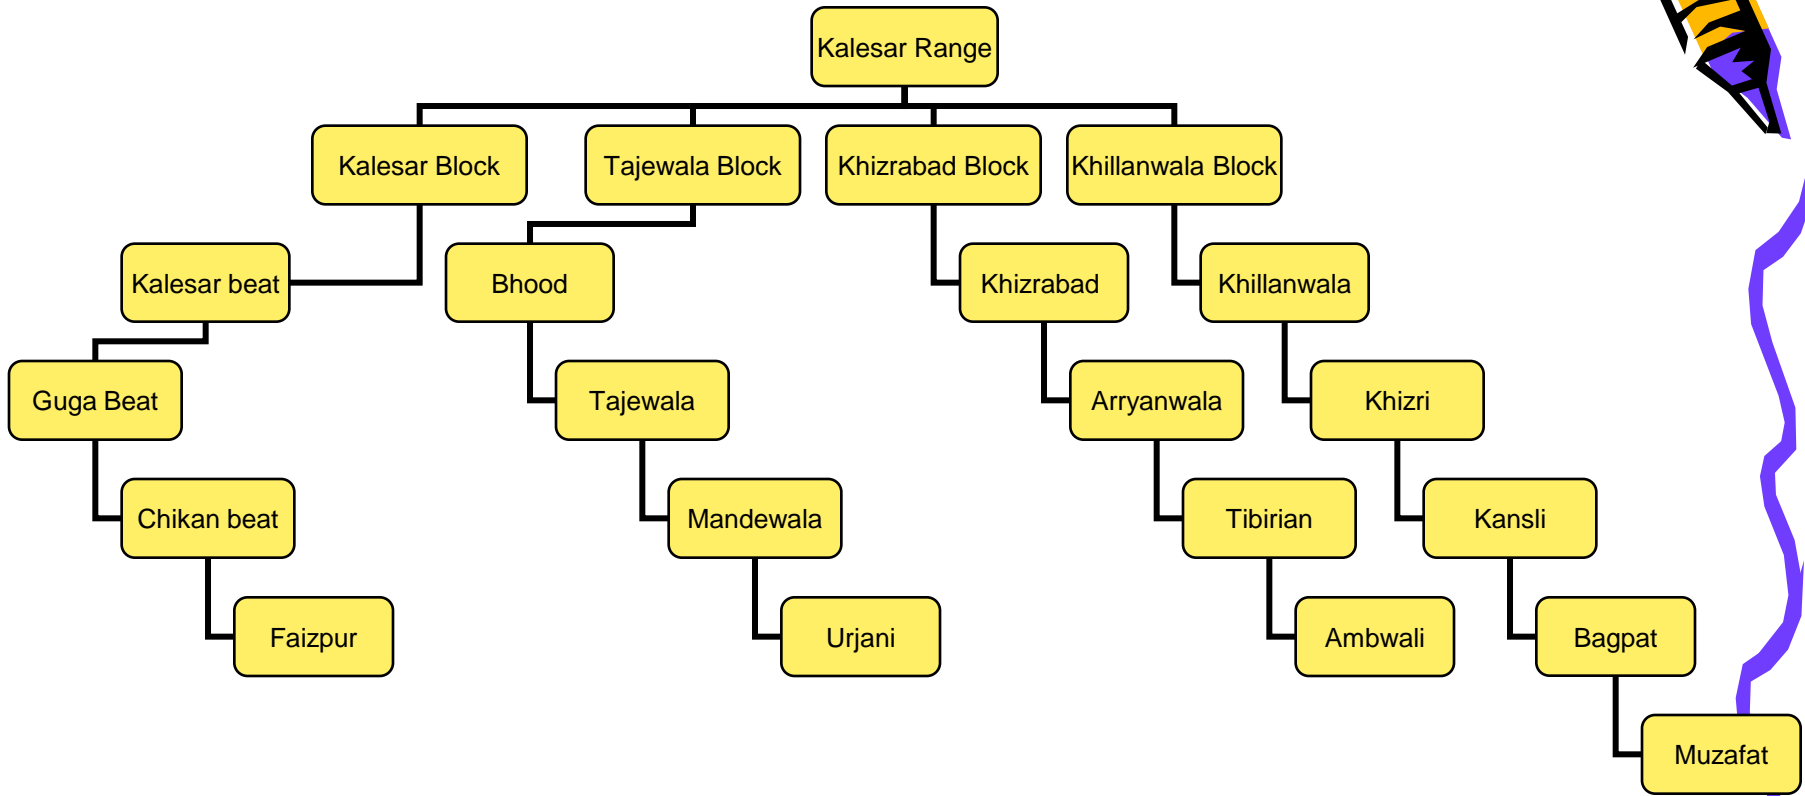 Kalesar Range
Kalesar Block
Tajewala Block
Khizrabad Block
Khillanwala Block
Kalesar beat
Bhood
Khizrabad
Khillanwala
Guga Beat
Tajewala
Arryanwala
Khizri
Chikan beat
Mandewala
Tibirian
Kansli
Faizpur
Urjani
Ambwali
Bagpat
Muzafat